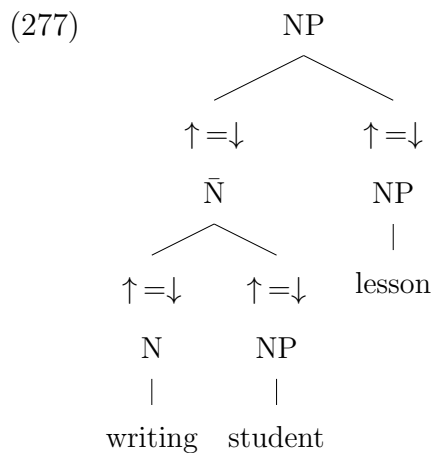 (277) NP
↑=↓ ↑=↓
N̄ NP
↑=↓ ↑=↓ lesson
N NP
writing student